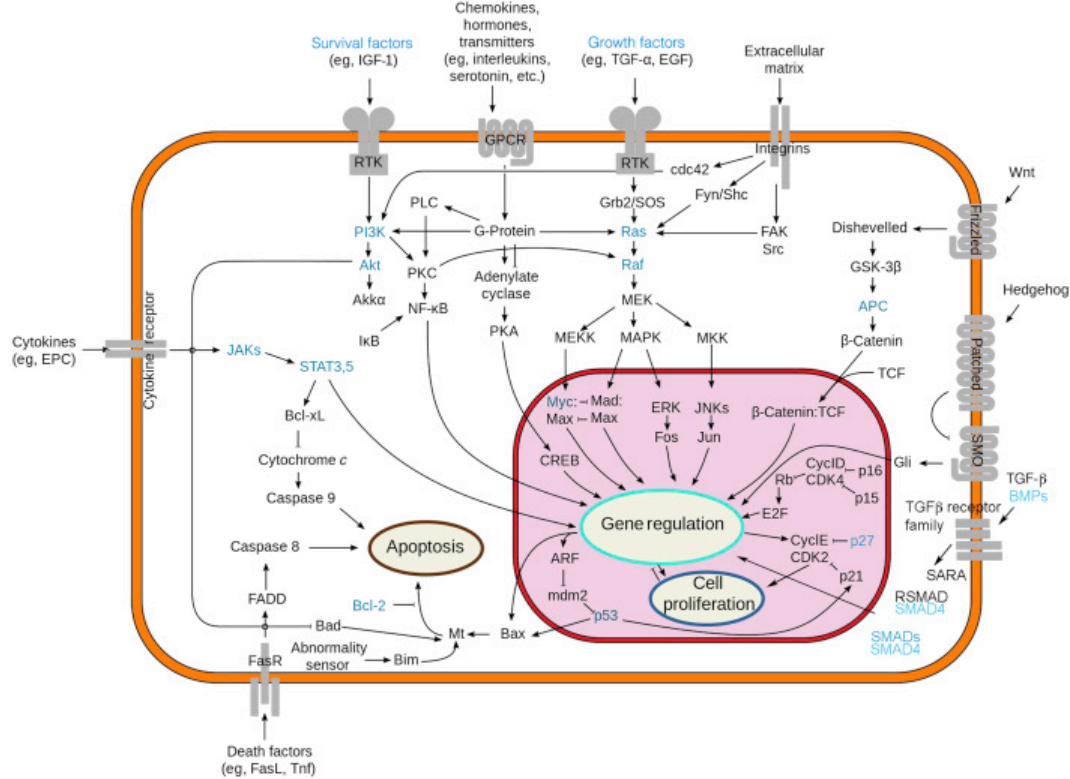 Chemokines,
hormones,
transmitters
(eg, interleukins,
serotonin, etc.)
Survival factors
(eg, IGF-1)
Growth factors
(eg, TGF-α, EGF)
Extracellular
matrix
GPCR
RTK
RTK
Integrins
cdc42
Fyn/Shc
Wnt
PLC
Grb2/SOS
Frizzled
PI3K
G-Protein
Ras
FAK
Src
Dishevelled
Akt
PKC
Adenylate
cyclase
Raf
GSK-3β
Akkα
NF-κB
MEK
APC
Hedgehog
IκB
PKA
MEKK
MAPK
MKK
β-Catenin
Cytokines
(eg, EPC)
Cytokine receptor
JAKs
STAT3,5
TCF
Patched
Myc:
Max
Mad:
Max
ERK
JNKs
β-Catenin:TCF
Bcl-xL
Fos
Jun
Cytochrome c
CREB
SMO
Gli
CycID
CDK4
p16
Rb
p15
Caspase 9
TGF-β
BMPs
E2F
TGFβ receptor
family
Gene regulation
Caspase 8
Apoptosis
CyclE
CDK2
p27
ARF
p21
SARA
Cell
proliferation
FADD
Bcl-2
mdm2
p53
RSMAD
SMAD4
Bad
Mt
Bax
SMADs
SMAD4
Abnormality
sensor
Bim
FasR
Death factors
(eg, FasL, Tnf)